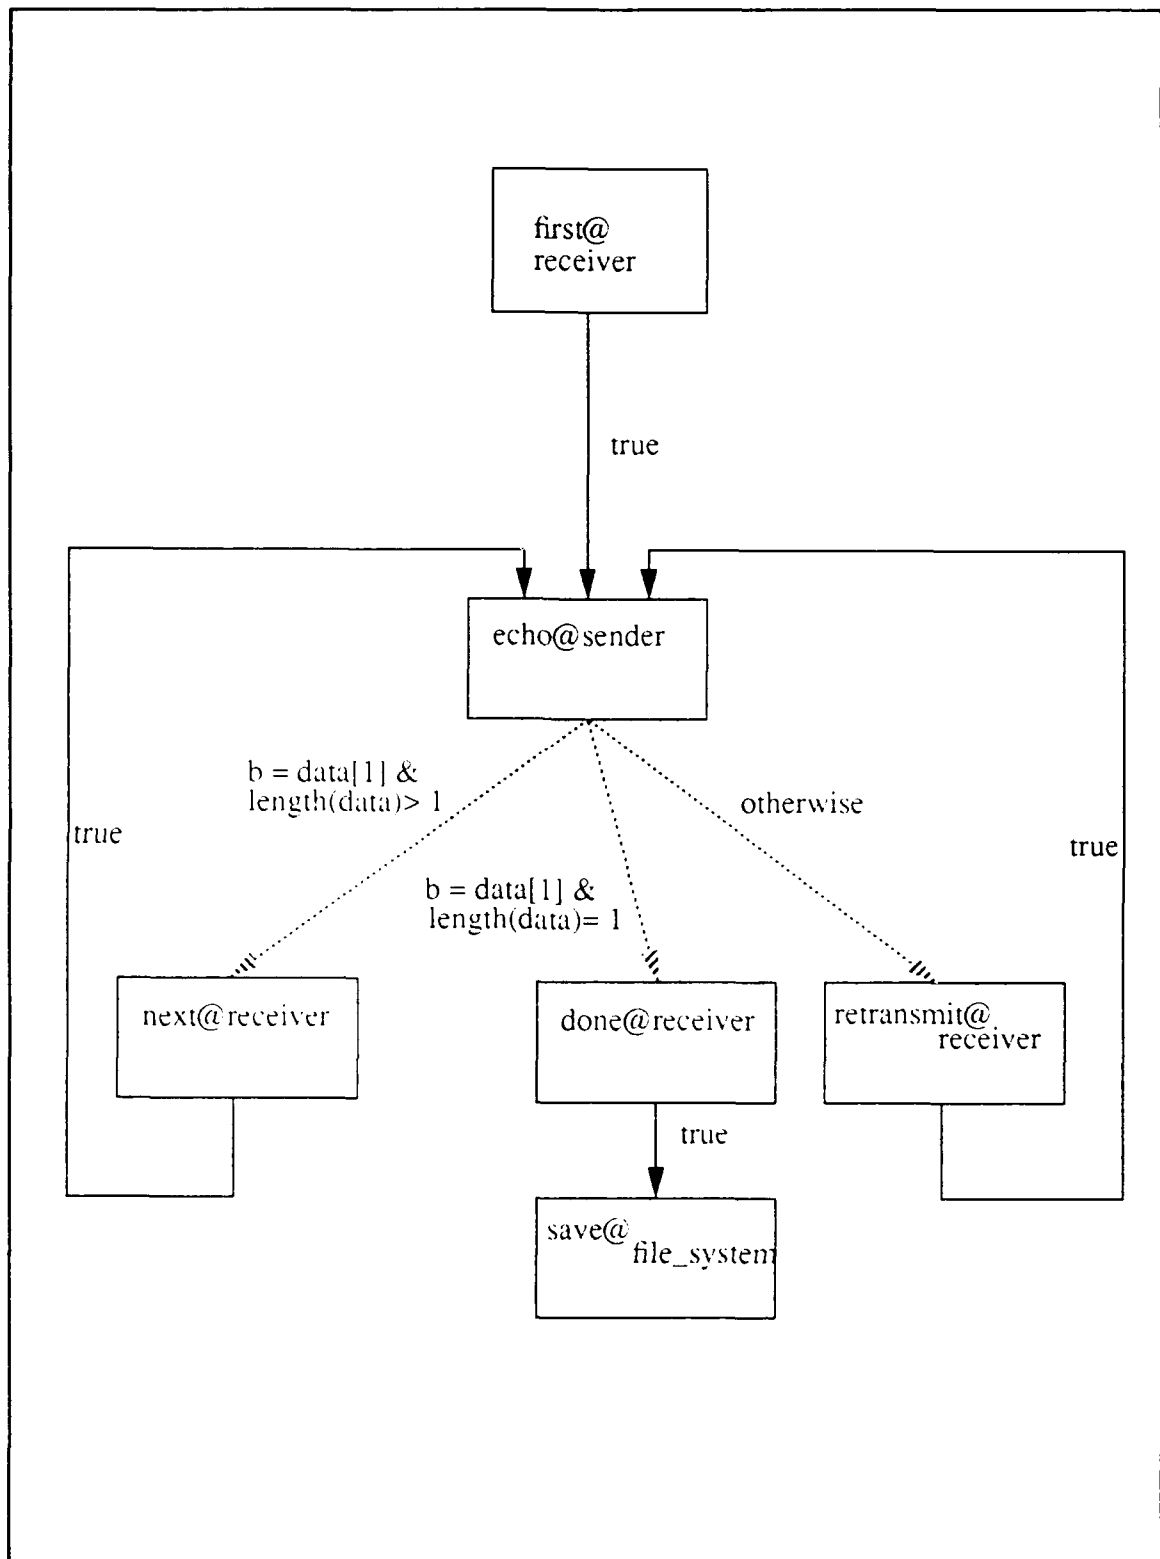 first@
receiver
true
echo@sender
b = data[1] &
length(data)> 1
otherwise
true
true
b = data[1] &
length(data)= 1
next@receiver
done@receiver
retransmit@
receiver
true
save@
file_system